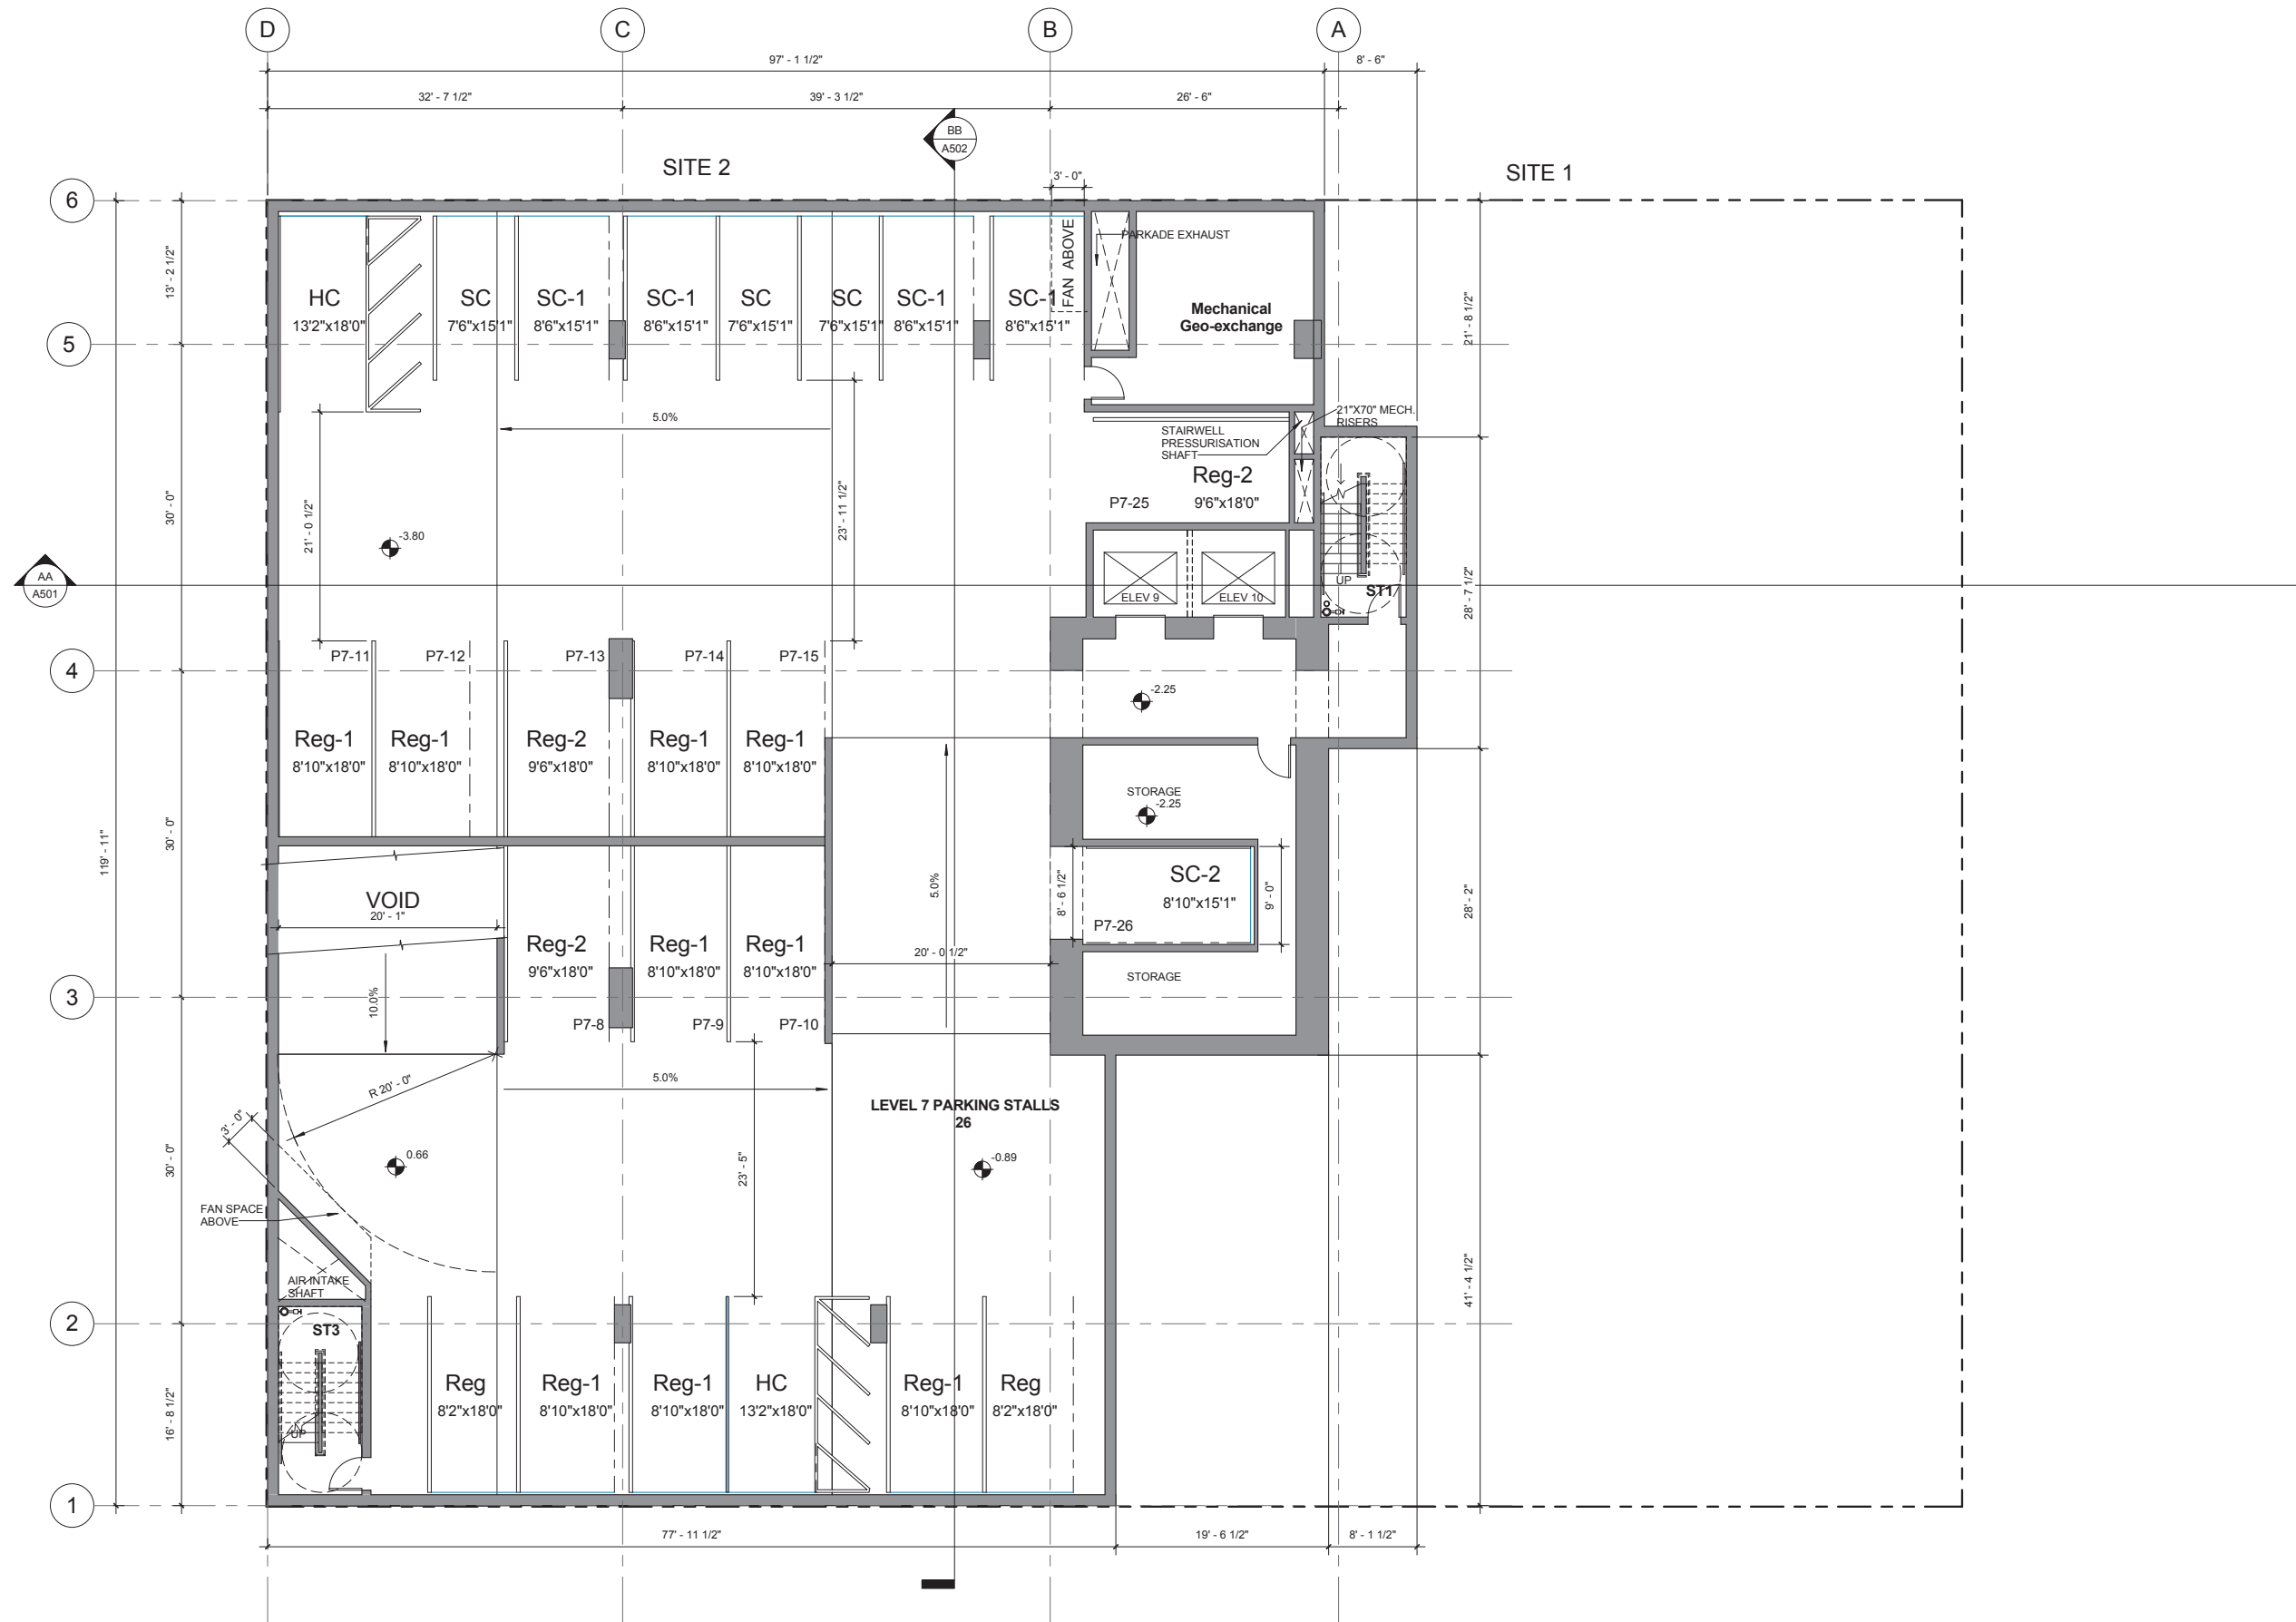 D
C
B
A
97' - 1 1/2"
8' - 6"
32' - 7 1/2"
39' - 3 1/2"
26' - 6"
BB
A502
SITE 2
SITE 1
3' - 0"
6
5
4
3
2
1
AA
A501
119' - 11"
13' - 2 1/2"
30' - 0"
30' - 0"
30' - 0"
16' - 8 1/2"
HC
13'2"x18'0"
SC
7'6"x15'1"
SC-1
8'6"x15'1"
SC-1
8'6"x15'1"
SC
7'6"x15'1"
SC
7'6"x15'1"
SC-1
8'6"x15'1"
SC-1
8'6"x15'1"
FAN ABOVE
PARKADE EXHAUST
Mechanical
Geo-exchange
21' - 8 1/2"
5.0%
21"X70" MECH.
RISERS
STAIRWELL
PRESSURISATION
SHAFT
Reg-2
P7-25
9'6"x18'0"
21' - 0 1/2"
23' - 11 1/2"
-3.80
ELEV 9
ELEV 10
UP
ST1
28' - 7 1/2"
P7-11
P7-12
P7-13
P7-14
P7-15
-2.25
Reg-1
8'10"x18'0"
Reg-1
8'10"x18'0"
Reg-2
9'6"x18'0"
Reg-1
8'10"x18'0"
Reg-1
8'10"x18'0"
STORAGE
-2.25
VOID
20' - 1"
5.0%
8' - 6 1/2"
SC-2
8'10"x15'1"
9' - 0"
P7-26
28' - 2"
Reg-2
9'6"x18'0"
Reg-1
8'10"x18'0"
Reg-1
8'10"x18'0"
20' - 0 1/2"
STORAGE
10.0%
P7-8
P7-9
P7-10
R 20' - 0"
5.0%
LEVEL 7 PARKING STALLS
26
3' - 0"
0.66
23' - 5"
-0.89
FAN SPACE
ABOVE
AIR INTAKE
SHAFT
41' - 4 1/2"
ST3
UP
Reg
8'2"x18'0"
Reg-1
8'10"x18'0"
Reg-1
8'10"x18'0"
HC
13'2"x18'0"
Reg-1
8'10"x18'0"
Reg
8'2"x18'0"
77' - 11 1/2"
19' - 6 1/2"
8' - 1 1/2"